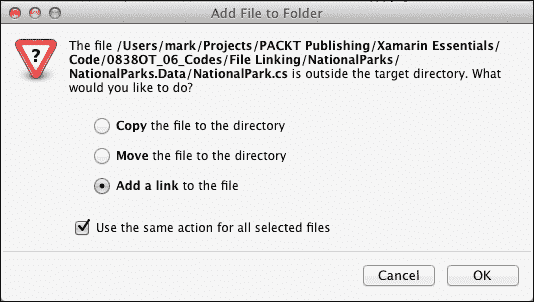 Add File to Folder
?
The file /Users/mark/Projects/PACKT Publishing/Xamarin Essentials/
Code/0838OT_06_Codes/File Linking/NationalParks/
NationalParks.Data/NationalPark.cs is outside the target directory. What
would you like to do?
Copy the file to the directory
Move the file to the directory
Add a link to the file
Use the same action for all selected files
Cancel
OK